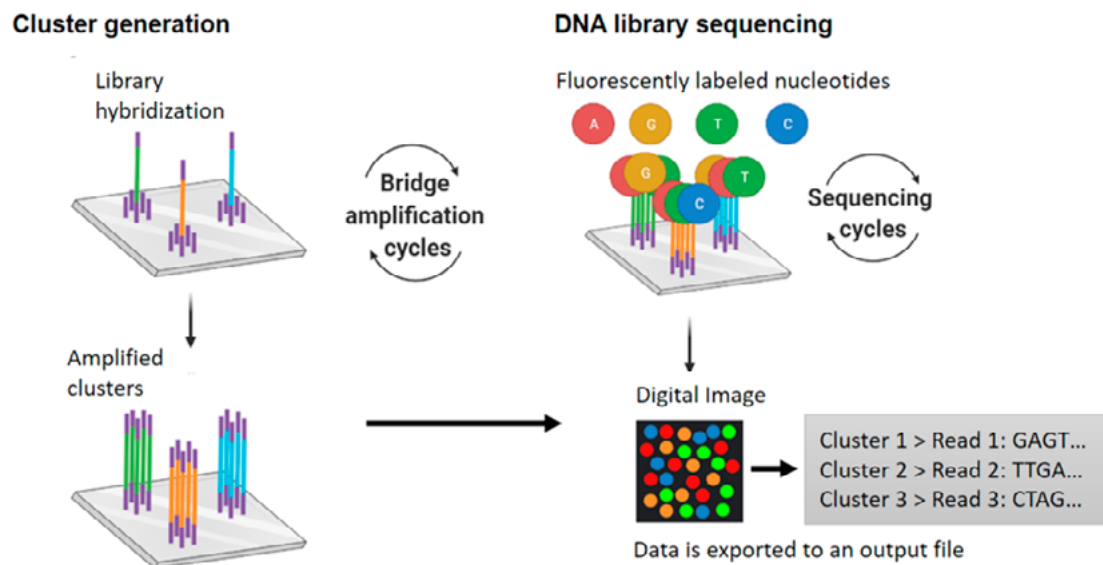 Cluster generation
Library
hybridization
Bridge
amplification
cycles
Amplified
clusters
DNA library sequencing
Fluorescently labeled nucleotides
A G T C
G T
C
Sequencing
cycles
Digital Image
Cluster 1 > Read 1: GAGT...
Cluster 2 > Read 2: TTGA...
Cluster 3 > Read 3: CTAG...
Data is exported to an output file